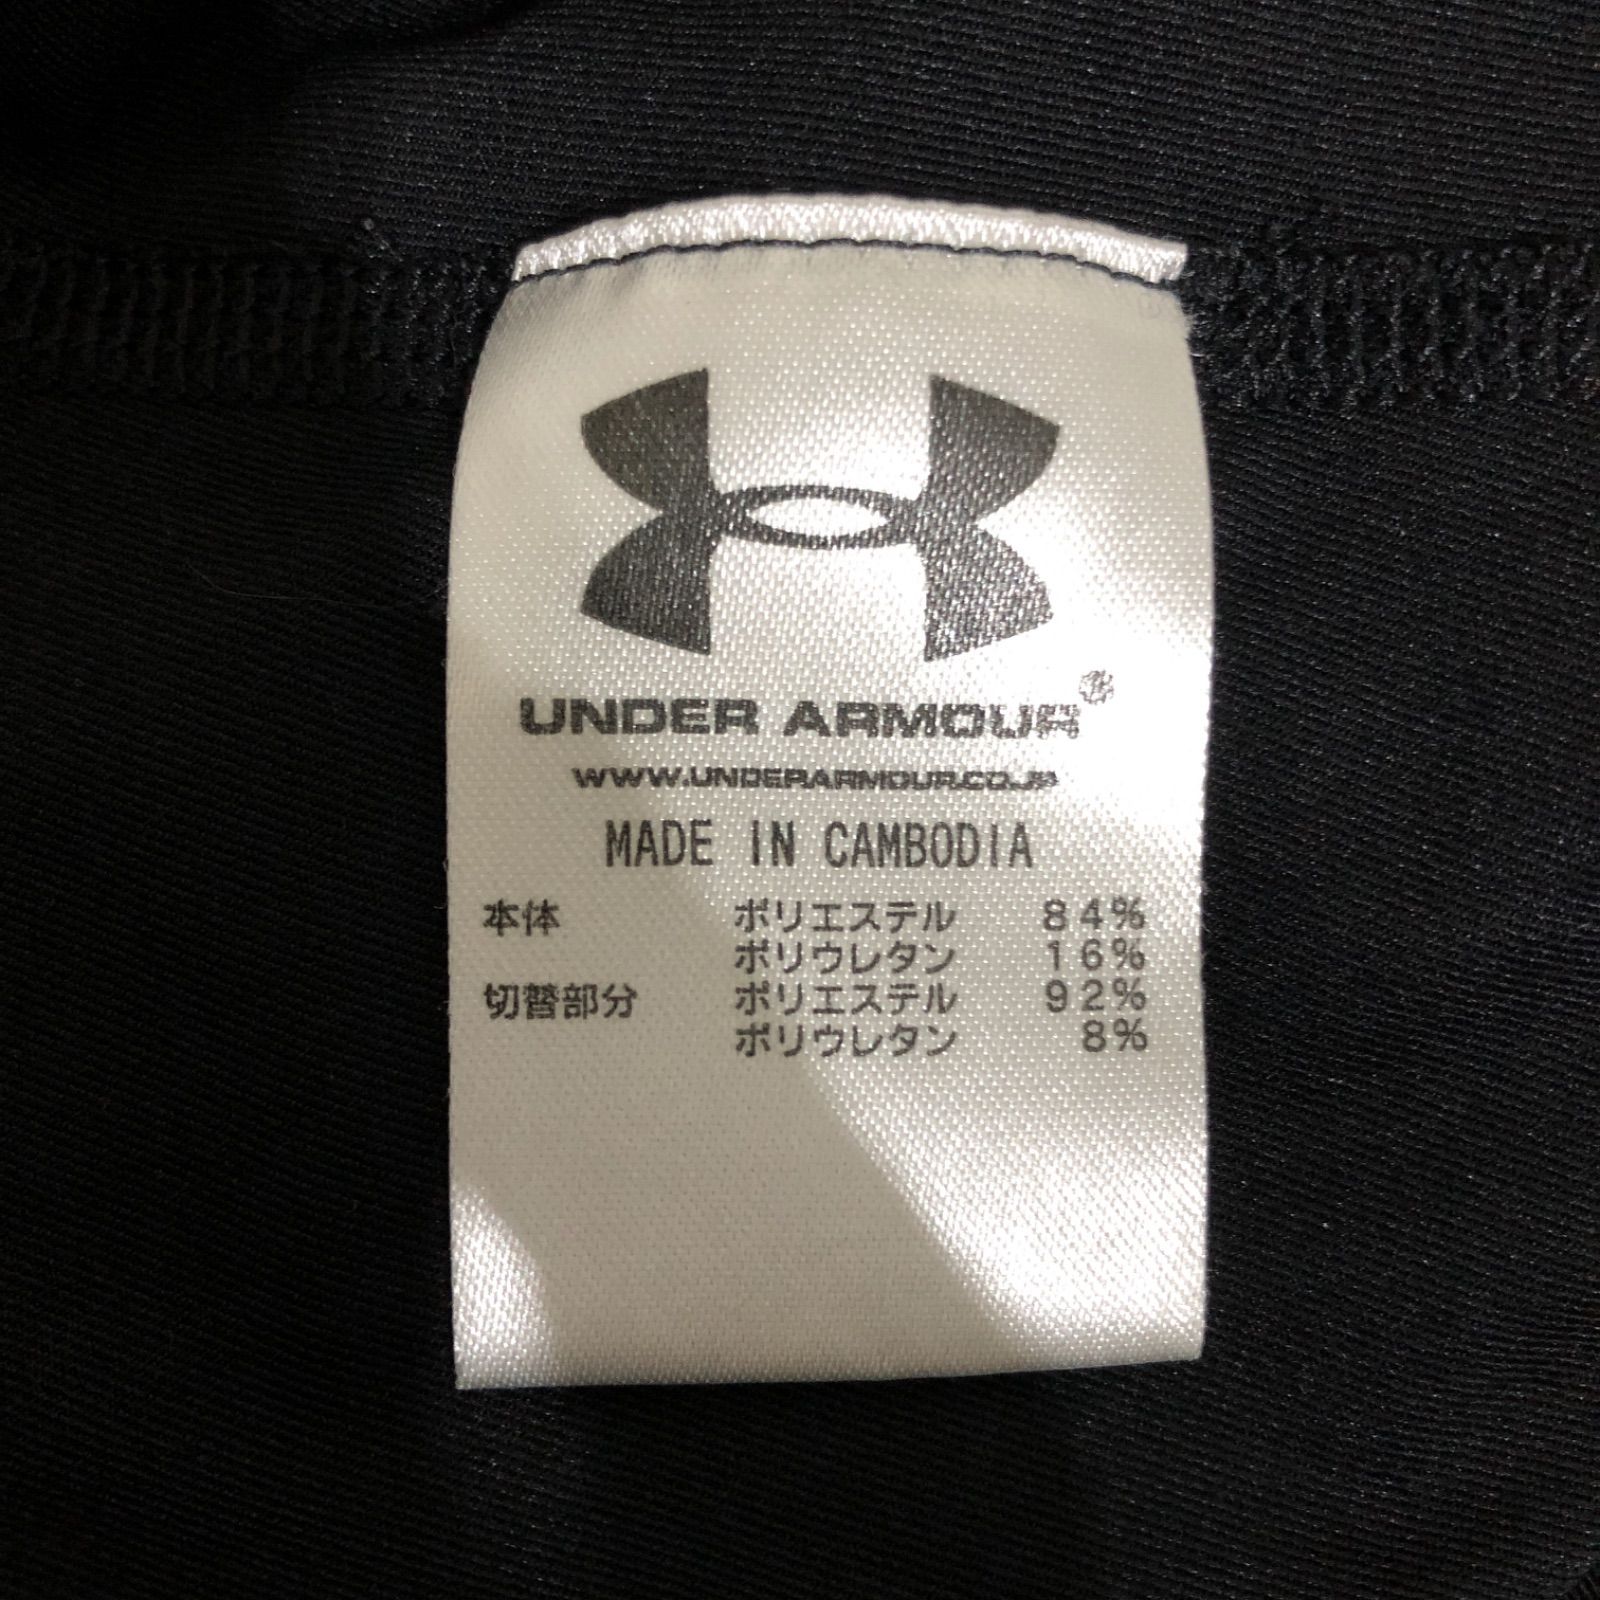 UNDER ARMOUR®
WWW.UNDERARMOUR.CO.JP
MADE IN CAMBODIA
本体 ポリエステル 84%
ポリウレタン 16%
切替部分 ポリエステル 92%
ポリウレタン 8%